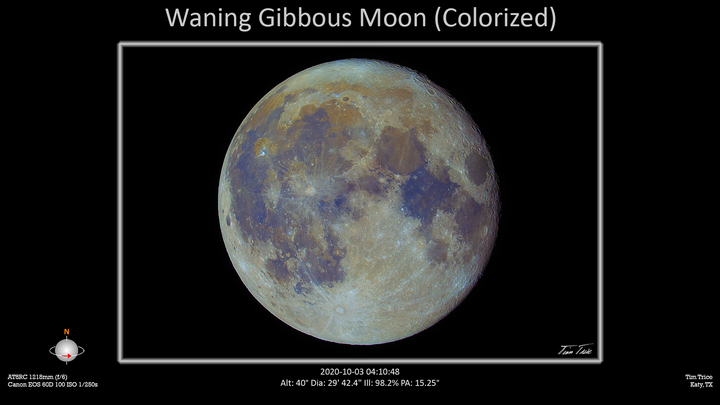 Waning Gibbous Moon (Colorized)
Tim Trice
N
2020-10-03 04:10:48
Alt: 40° Dia: 29' 42.4" Ill: 98.2% PA: 15.25°
AT8RC 1218mm (f/6)
Canon EOS 60D 100 ISO 1/250s
Tim Trice
Katy, TX